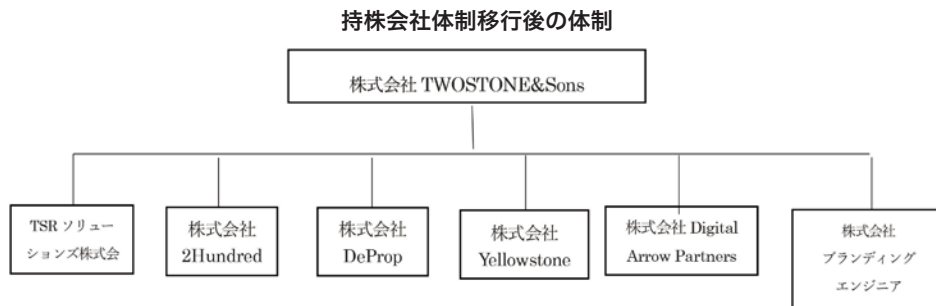 持株会社体制移行後の体制
株式会社 TWOSTONE&Sons
TSR ソリュー
ションズ株式会
株式会社
2Hundred
株式会社
DeProp
株式会社
Yellowstone
株式会社 Digital
Arrow Partners
株式会社
ブランディング
エンジニア